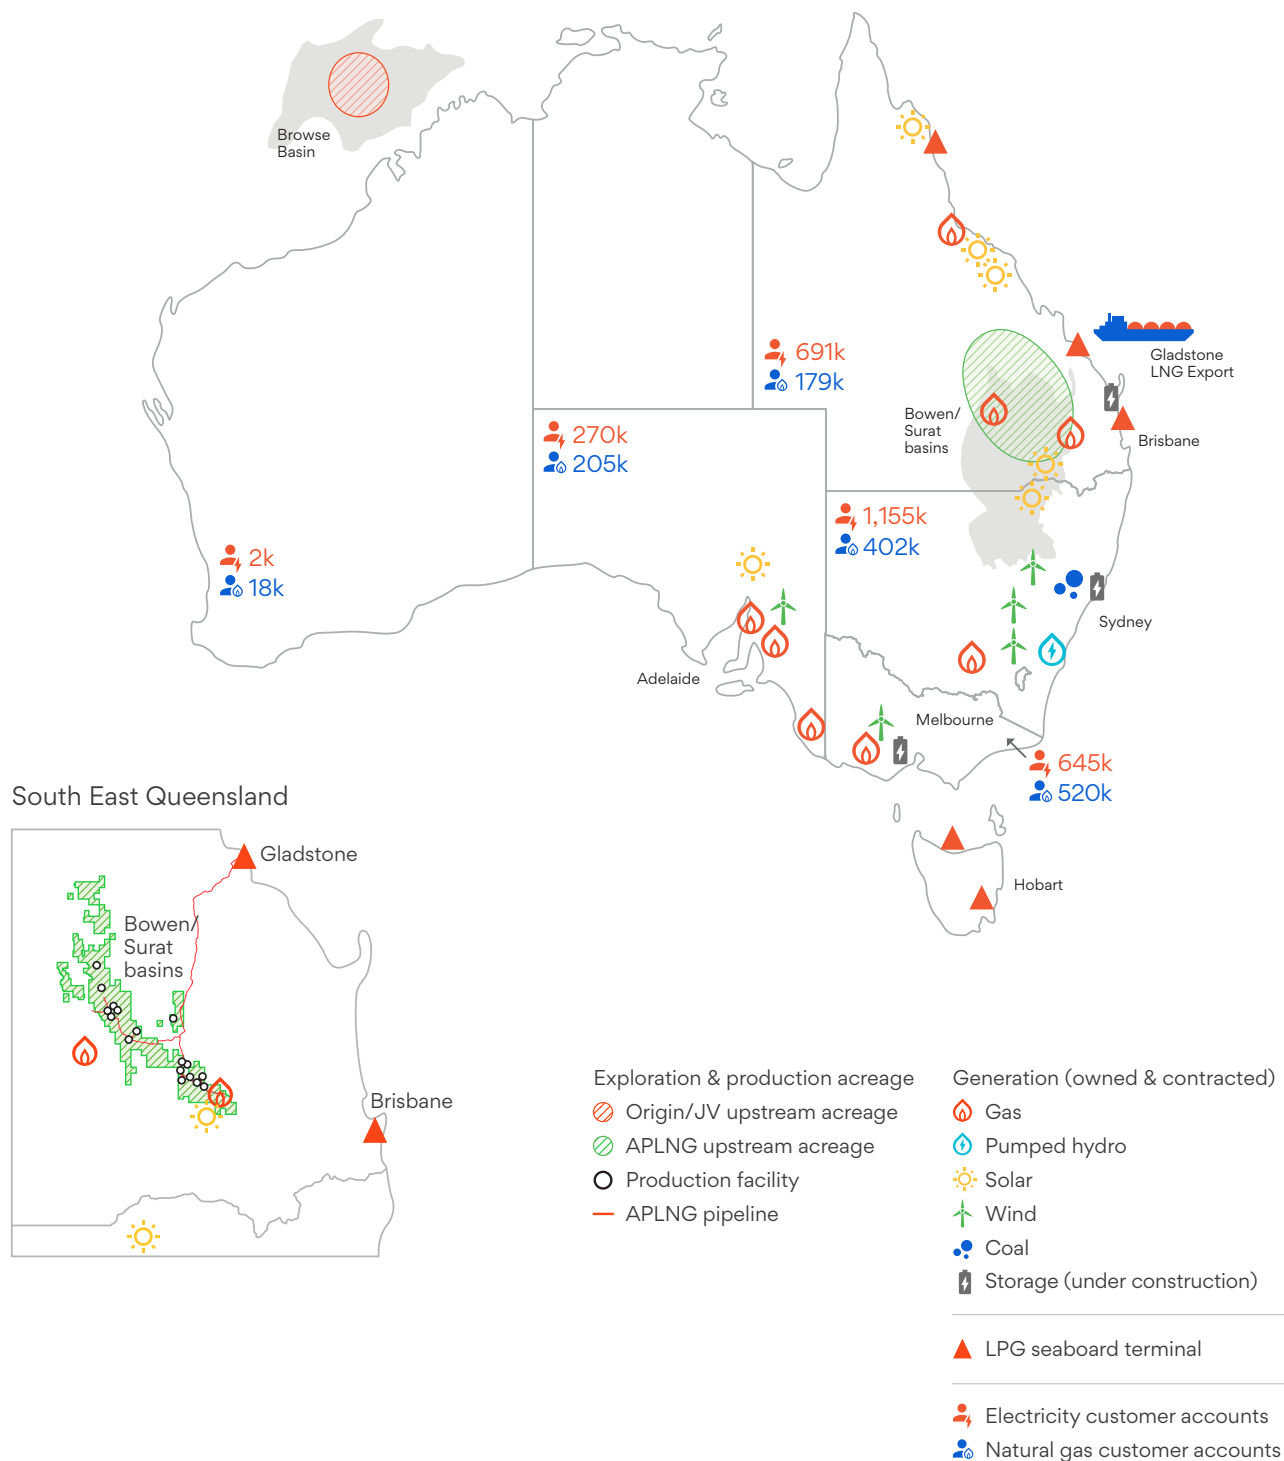 Browse
Basin
691k
179k
Gladstone
LNG Export
Bowen/
Surat
basins
Brisbane
270k
205k
1,155k
402k
2k
18k
Sydney
Adelaide
Melbourne
645k
520k
Hobart
South East Queensland
Gladstone
Bowen/
Surat
basins
Brisbane
Exploration & production acreage
Origin/JV upstream acreage
APLNG upstream acreage
Production facility
APLNG pipeline
Generation (owned & contracted)
Gas
Pumped hydro
Solar
Wind
Coal
Storage (under construction)
LPG seaboard terminal
Electricity customer accounts
Natural gas customer accounts